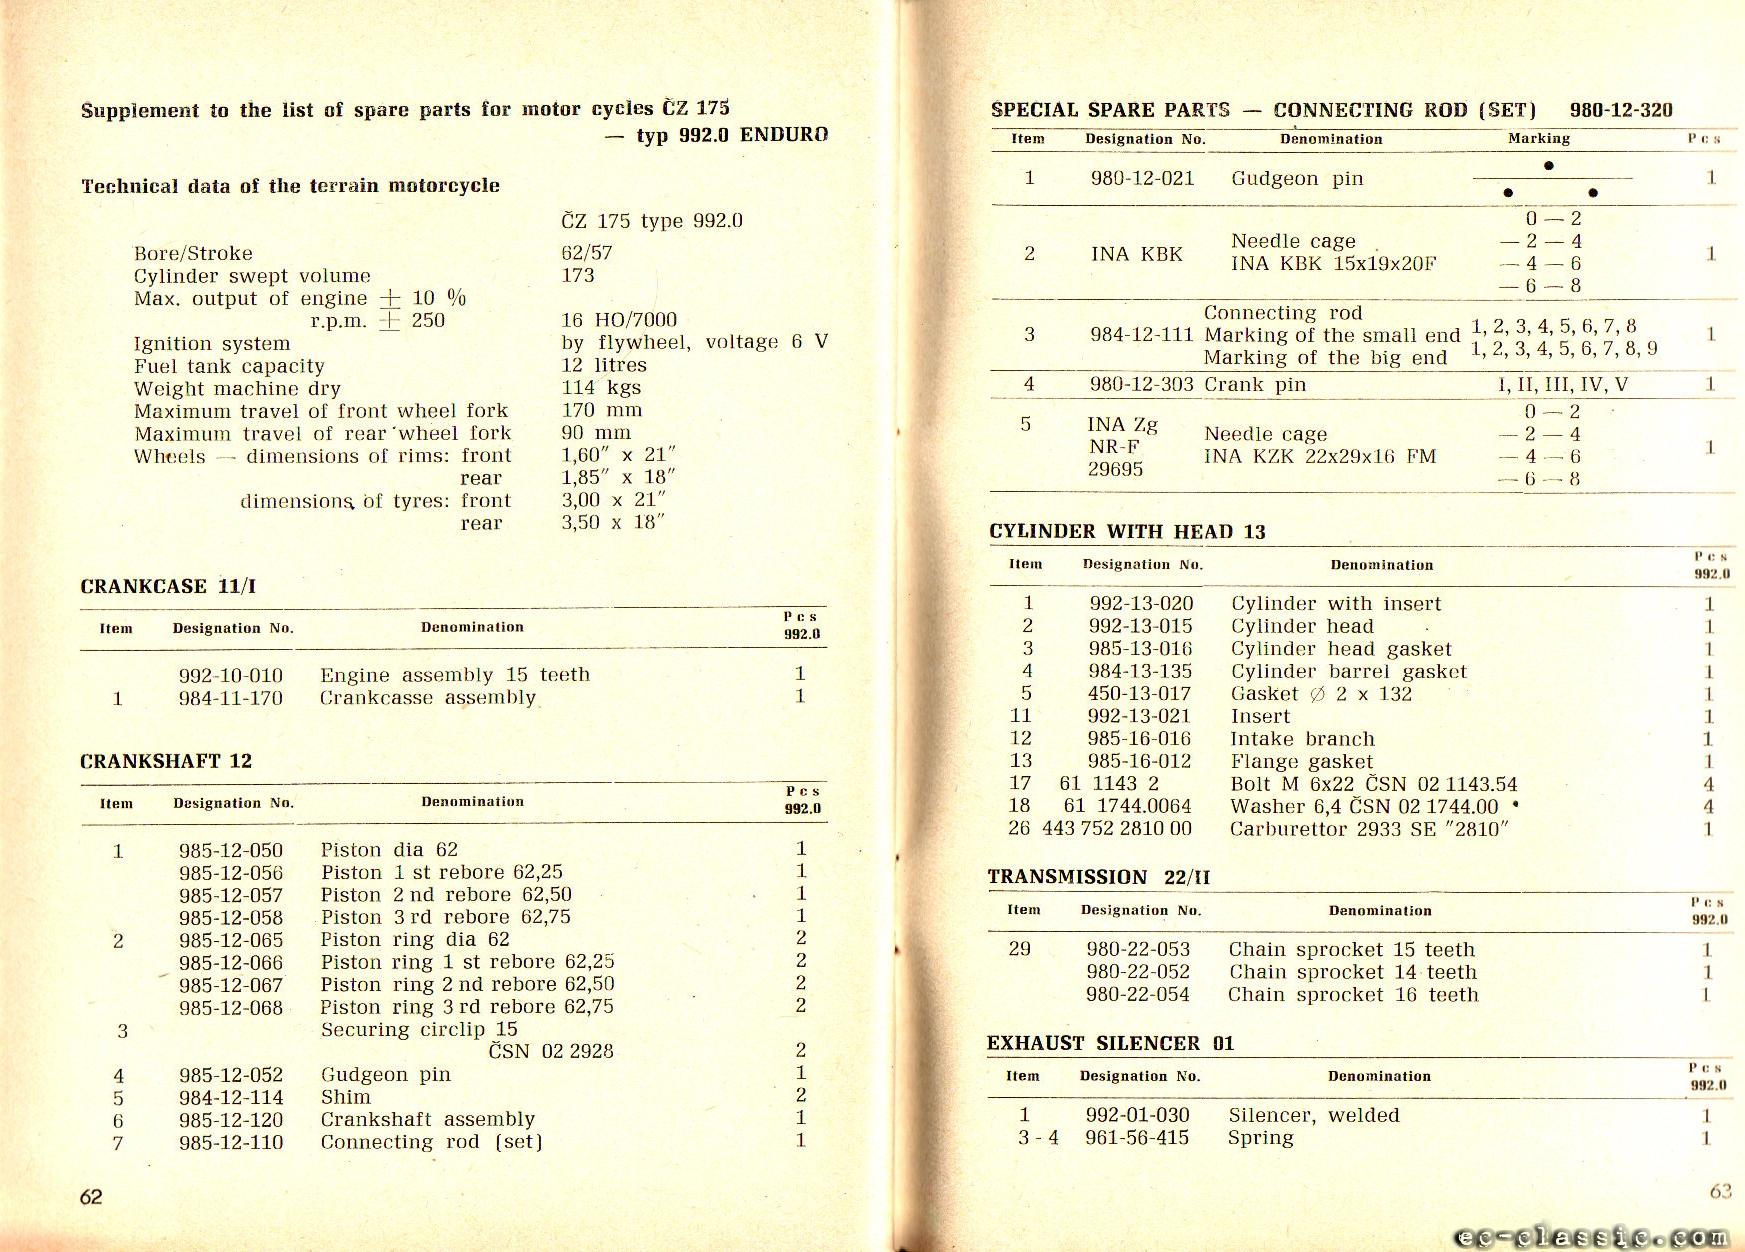 Supplement to the list of spare parts for motor cycles ČZ 175
— typ 992.0 ENDURO
Technical data of the terrain motorcycle
ČZ 175 type 992.0
Bore/Stroke 62/57
Cylinder swept volume 173
Max. output of engine ± 10 %
r.p.m. ± 250 16 HO/7000
Ignition system by flywheel, voltage 6 V
Fuel tank capacity 12 litres
Weight machine dry 114 kgs
Maximum travel of front wheel fork 170 mm
Maximum travel of rear wheel fork 90 mm
Wheels — dimensions of rims: front 1,60″ x 21″
rear 1,85″ x 18″
dimensions of tyres: front 3,00 x 21″
rear 3,50 x 18″
CRANKCASE 11/I
Item Designation No. Denomination Pcs 992.0
992-10-010 Engine assembly 15 teeth 1
1 984-11-170 Crankcasse assembly 1
CRANKSHAFT 12
Item Designation No. Denomination Pcs 992.0
1 985-12-050 Piston dia 62 1
985-12-056 Piston 1 st rebore 62,25 1
985-12-057 Piston 2 nd rebore 62,50 1
985-12-058 Piston 3 rd rebore 62,75 1
2 985-12-065 Piston ring dia 62 2
985-12-066 Piston ring 1 st rebore 62,25 2
985-12-067 Piston ring 2 nd rebore 62,50 2
985-12-068 Piston ring 3 rd rebore 62,75 2
3 Securing circlip 15
ČSN 02 2928 2
4 985-12-052 Gudgeon pin 1
5 984-12-114 Shim 2
6 985-12-120 Crankshaft assembly 1
7 985-12-110 Connecting rod (set) 1
62
SPECIAL SPARE PARTS — CONNECTING ROD (SET) 980-12-320
Item Designation No. Denomination Marking Pcs
1 980-12-021 Gudgeon pin 1
0 — 2
Needle cage — 2 — 4
2 INA KBK INA KBK 15x19x20F — 4 — 6 1
— 6 — 8
Connecting rod
3 984-12-111 Marking of the small end 1, 2, 3, 4, 5, 6, 7, 8 1
Marking of the big end 1, 2, 3, 4, 5, 6, 7, 8, 9
4 980-12-303 Crank pin I, II, III, IV, V 1
0 — 2
5 INA Zg Needle cage — 2 — 4
NR-F INA KZK 22x29x16 FM — 4 — 6 1
29695 — 6 — 8
CYLINDER WITH HEAD 13
Item Designation No. Denomination Pcs 992.0
1 992-13-020 Cylinder with insert 1
2 992-13-015 Cylinder head 1
3 985-13-016 Cylinder head gasket 1
4 984-13-135 Cylinder barrel gasket 1
5 450-13-017 Gasket ∅ 2 x 132 1
11 992-13-021 Insert 1
12 985-16-016 Intake branch 1
13 985-16-012 Flange gasket 1
17 61 1143 2 Bolt M 6x22 ČSN 02 1143.54 4
18 61 1744.0064 Washer 6,4 ČSN 02 1744.00 4
26 443 752 2810 00 Carburettor 2933 SE ″2810″ 1
TRANSMISSION 22/II
Item Designation No. Denomination Pcs 992.0
29 980-22-053 Chain sprocket 15 teeth 1
980-22-052 Chain sprocket 14 teeth 1
980-22-054 Chain sprocket 16 teeth 1
EXHAUST SILENCER 01
Item Designation No. Denomination Pcs 992.0
1 992-01-030 Silencer, welded 1
3 - 4 961-56-415 Spring 1
63
ec-classic.com